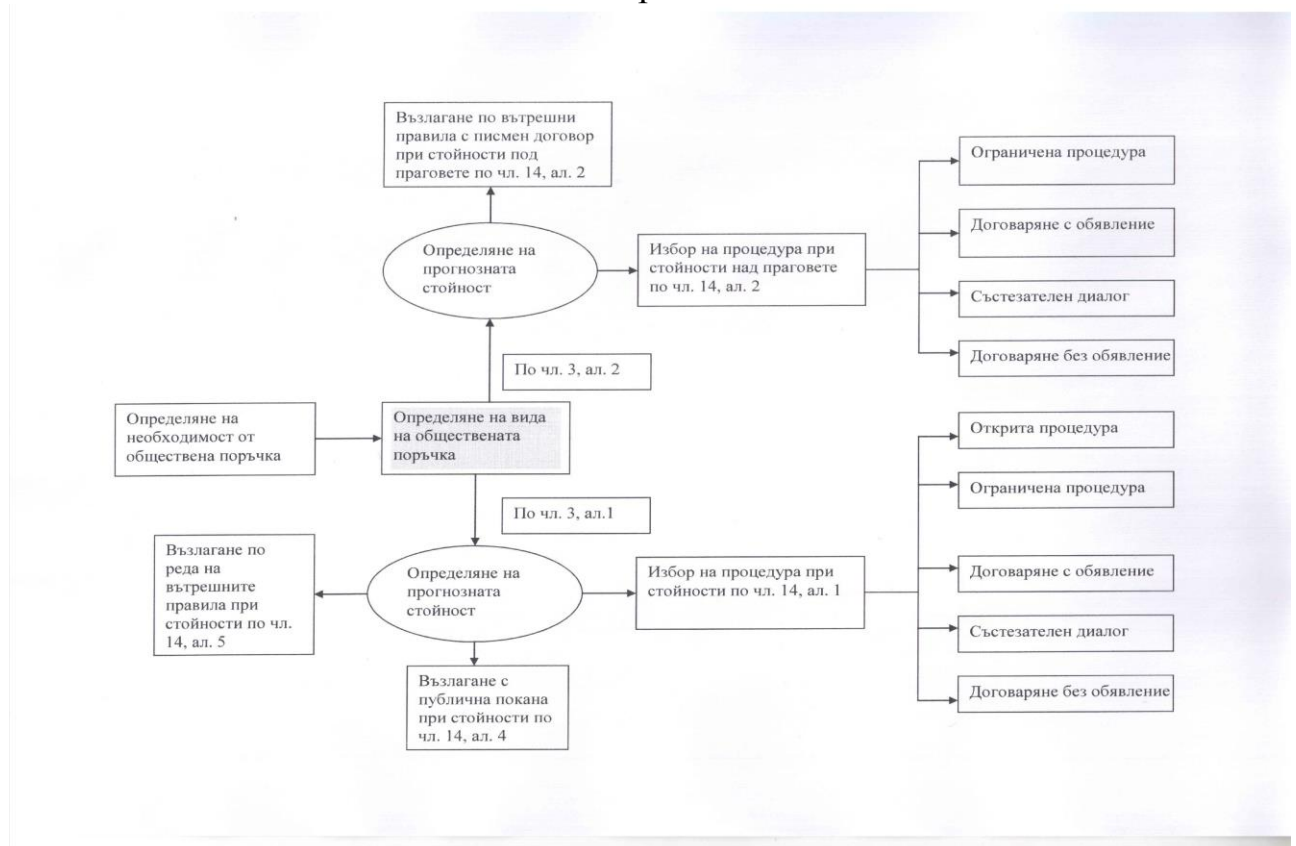 Възлагане по вътрешни
правила с писмен договор
при стойности под
праговете по чл. 14, ал. 2
Определяне на
прогнозната
стойност
Избор на процедура при
стойности над праговете
по чл. 14, ал. 2
Ограничена процедура
Договаряне с обявление
Състезателен диалог
Договаряне без обявление
По чл. 3, ал. 2
Определяне на
необходимост от
обществена поръчка
Определяне на вида
на обществената
поръчка
По чл. 3, ал.1
Възлагане по
реда на
вътрешните
правила при
стойности по чл.
14, ал. 5
Определяне на
прогнозната
стойност
Избор на процедура при
стойности по чл. 14, ал. 1
Открита процедура
Ограничена процедура
Договаряне с обявление
Състезателен диалог
Договаряне без обявление
Възлагане с
публична покана
при стойности по
чл. 14, ал. 4